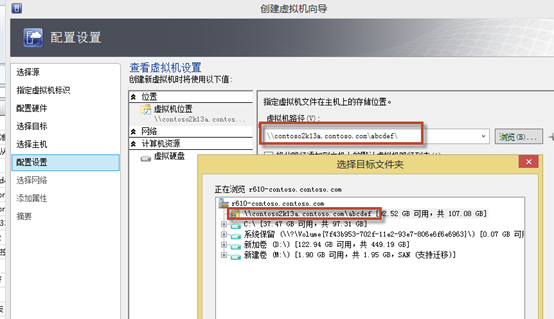 创建虚拟机向导
配置设置
选择源
指定虚拟机标识
配置硬件
选择目标
选择主机
配置设置
选择网络
添加属性
摘要
查看虚拟机设置
创建新虚拟机时将使用以下值:
位置
虚拟机位置
\\contoso2k13a.contos...
网络
计算机资源
虚拟硬盘
指定虚拟机文件在主机上的存储位置。
虚拟机路径(V):
\\contoso2k13a.contoso.com\abcdef\
浏览(B)...
选择目标文件夹
正在浏览 r610-contoso.contoso.com
r610-contoso.contoso.com
\\contoso2k13a.contoso.com\abcdef [92.52 GB 可用，共 107.08 GB]
C:\ [37.47 GB 可用，共 97.31 GB]
系统保留 (\\?\Volume{7f43b953-702f-11e2-93e7-806e6f6e6963}\) [0.07 GB 可用
新加卷 (D:\) [122.94 GB 可用，共 449.19 GB]
新建卷 (M:\) [1.90 GB 可用，共 1.95 GB，SAN (支持迁移)]